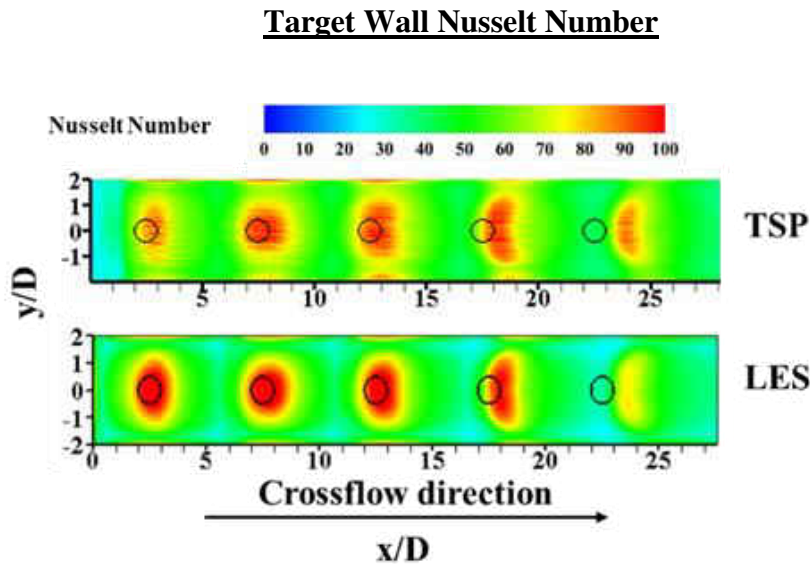 Target Wall Nusselt Number
Nusselt Number
0 10 20 30 40 50 60 70 80 90 100
2
1
0
-1
TSP
5 10 15 20 25
y/D
2
1
0
-1
-2
LES
0 5 10 15 20 25
Crossflow direction
x/D